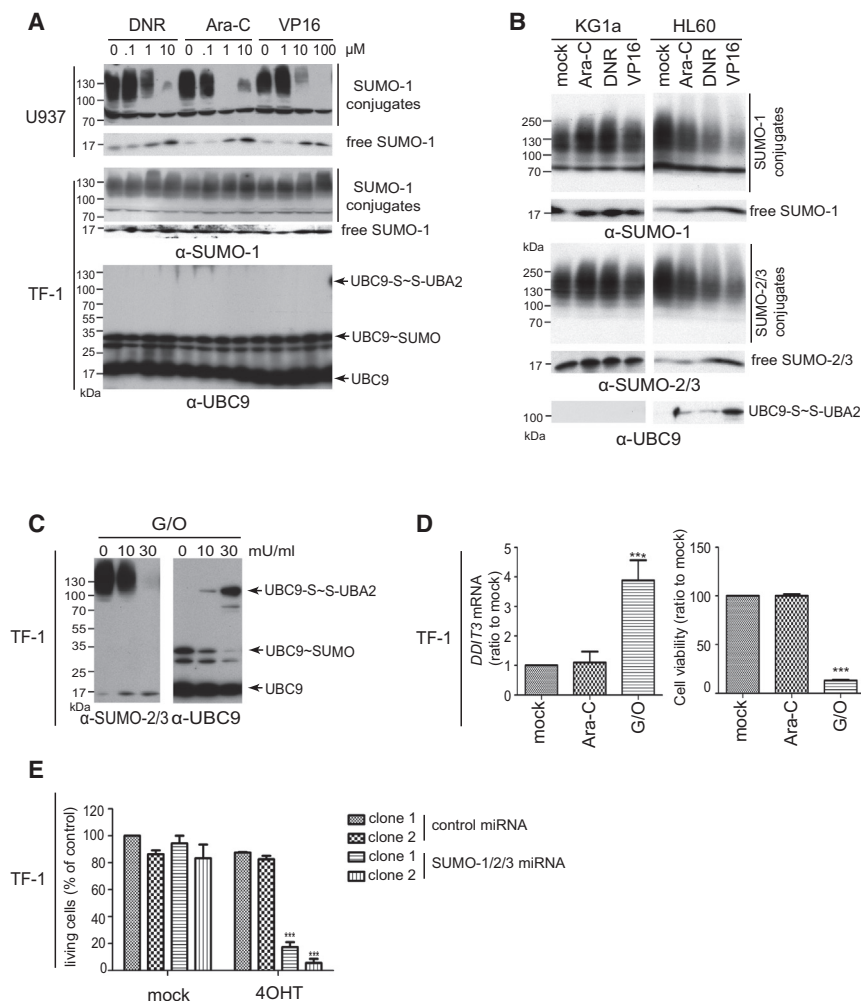 A
DNR Ara-C VP16
0 .1 1 10 0 .1 1 10 0 1 10 100 µM
U937
130
100
70
SUMO-1
conjugates
17
free SUMO-1
TF-1
130
100
70
SUMO-1
conjugates
17
free SUMO-1
α-SUMO-1
130
100
70
55
35
25
17
kDa
UBC9-S~S-UBA2
UBC9~SUMO
UBC9
α-UBC9
B
KG1a HL60
mock Ara-C DNR VP16 mock Ara-C DNR VP16
250
130
100
70
SUMO-1
conjugates
17
free SUMO-1
α-SUMO-1
kDa
250
130
100
70
SUMO-2/3
conjugates
17
free SUMO-2/3
α-SUMO-2/3
100
kDa
UBC9-S~S-UBA2
α-UBC9
C
G/O
0 10 30 0 10 30 mU/ml
TF-1
130
100
70
55
35
25
17
kDa
UBC9-S~S-UBA2
UBC9~SUMO
UBC9
α-SUMO-2/3 α-UBC9
D
TF-1
DDIT3 mRNA
(ratio to mock)
5
4
3
2
1
0
***
mock Ara-C G/O
Cell viability (ratio to mock)
150
100
50
0
***
mock Ara-C G/O
E
TF-1
living cells (% of control)
120
100
80
60
40
20
0
***
***
mock 4OHT
clone 1
clone 2
control miRNA
clone 1
clone 2
SUMO-1/2/3 miRNA